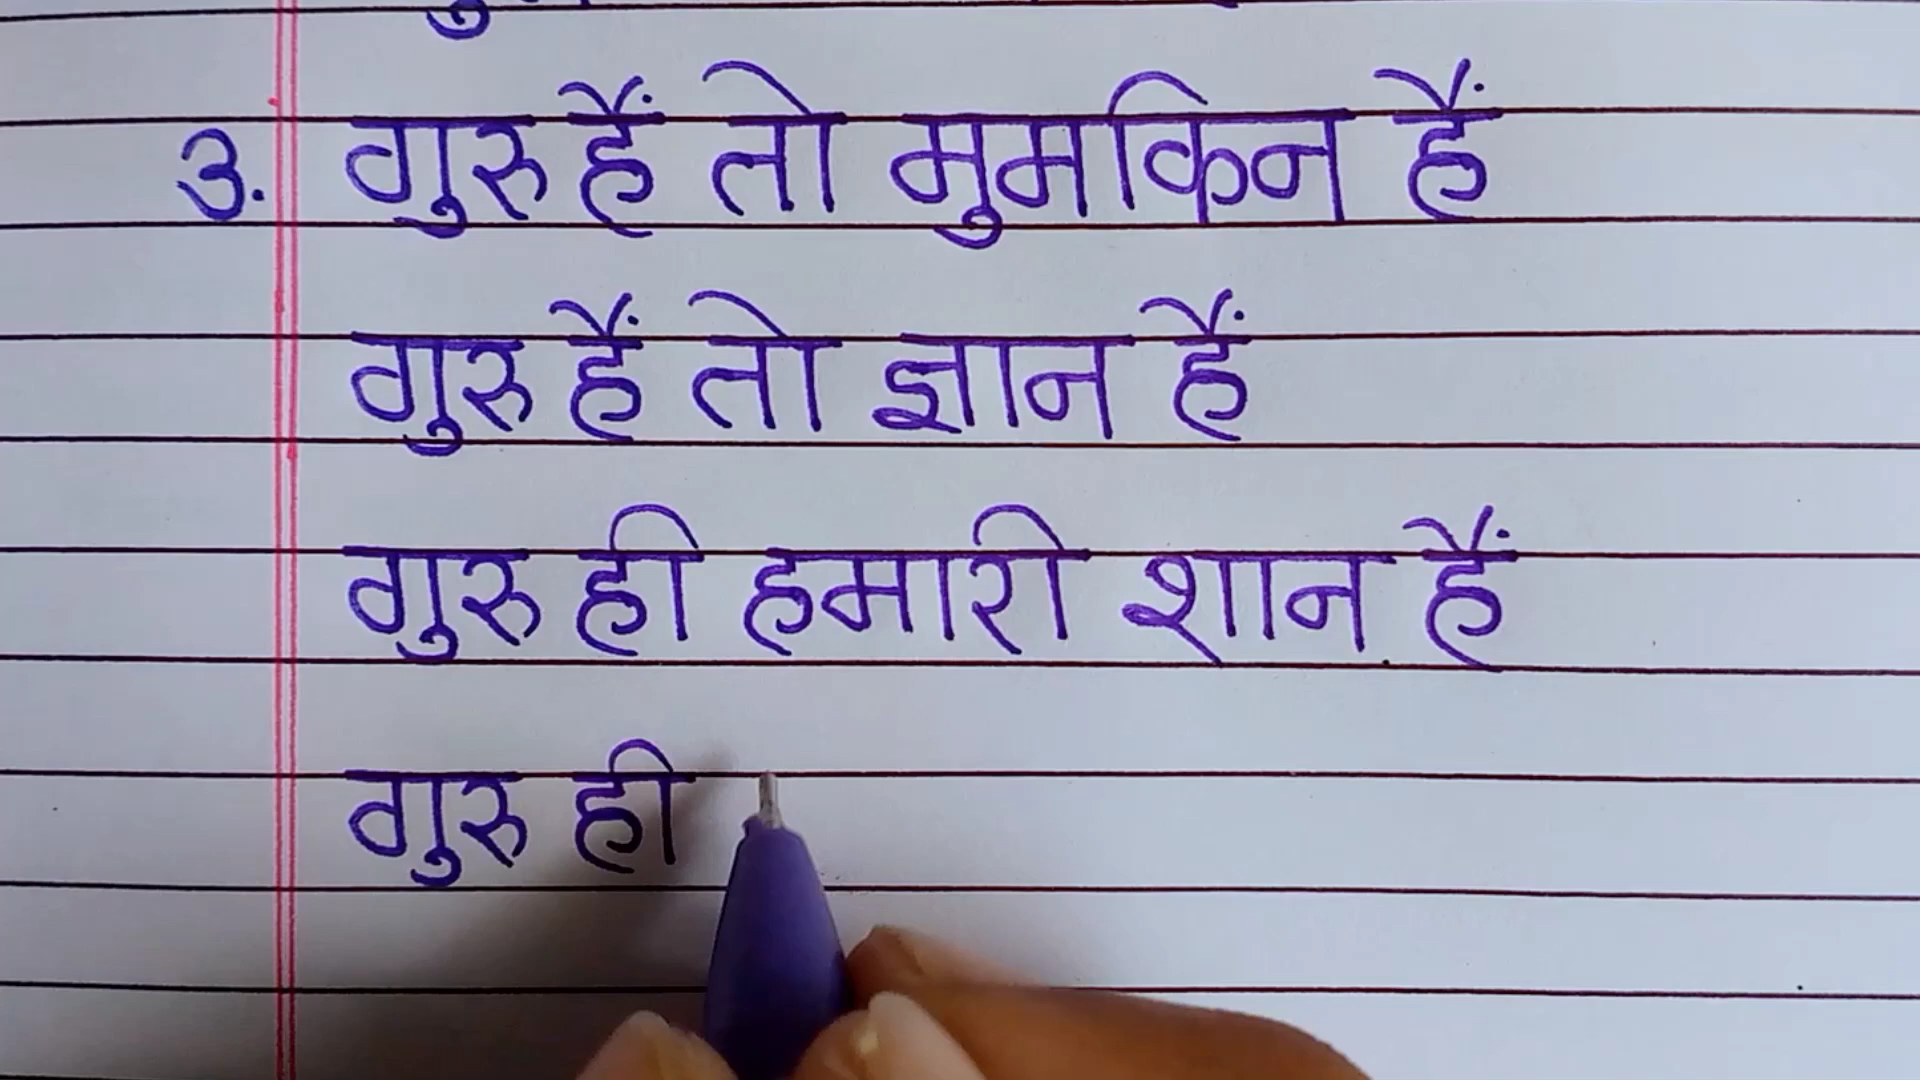 3. गुरु हैं तो मुमकिन हैं
गुरु हैं तो ज्ञान हैं
गुरु ही हमारी शान हैं
गुरु ही